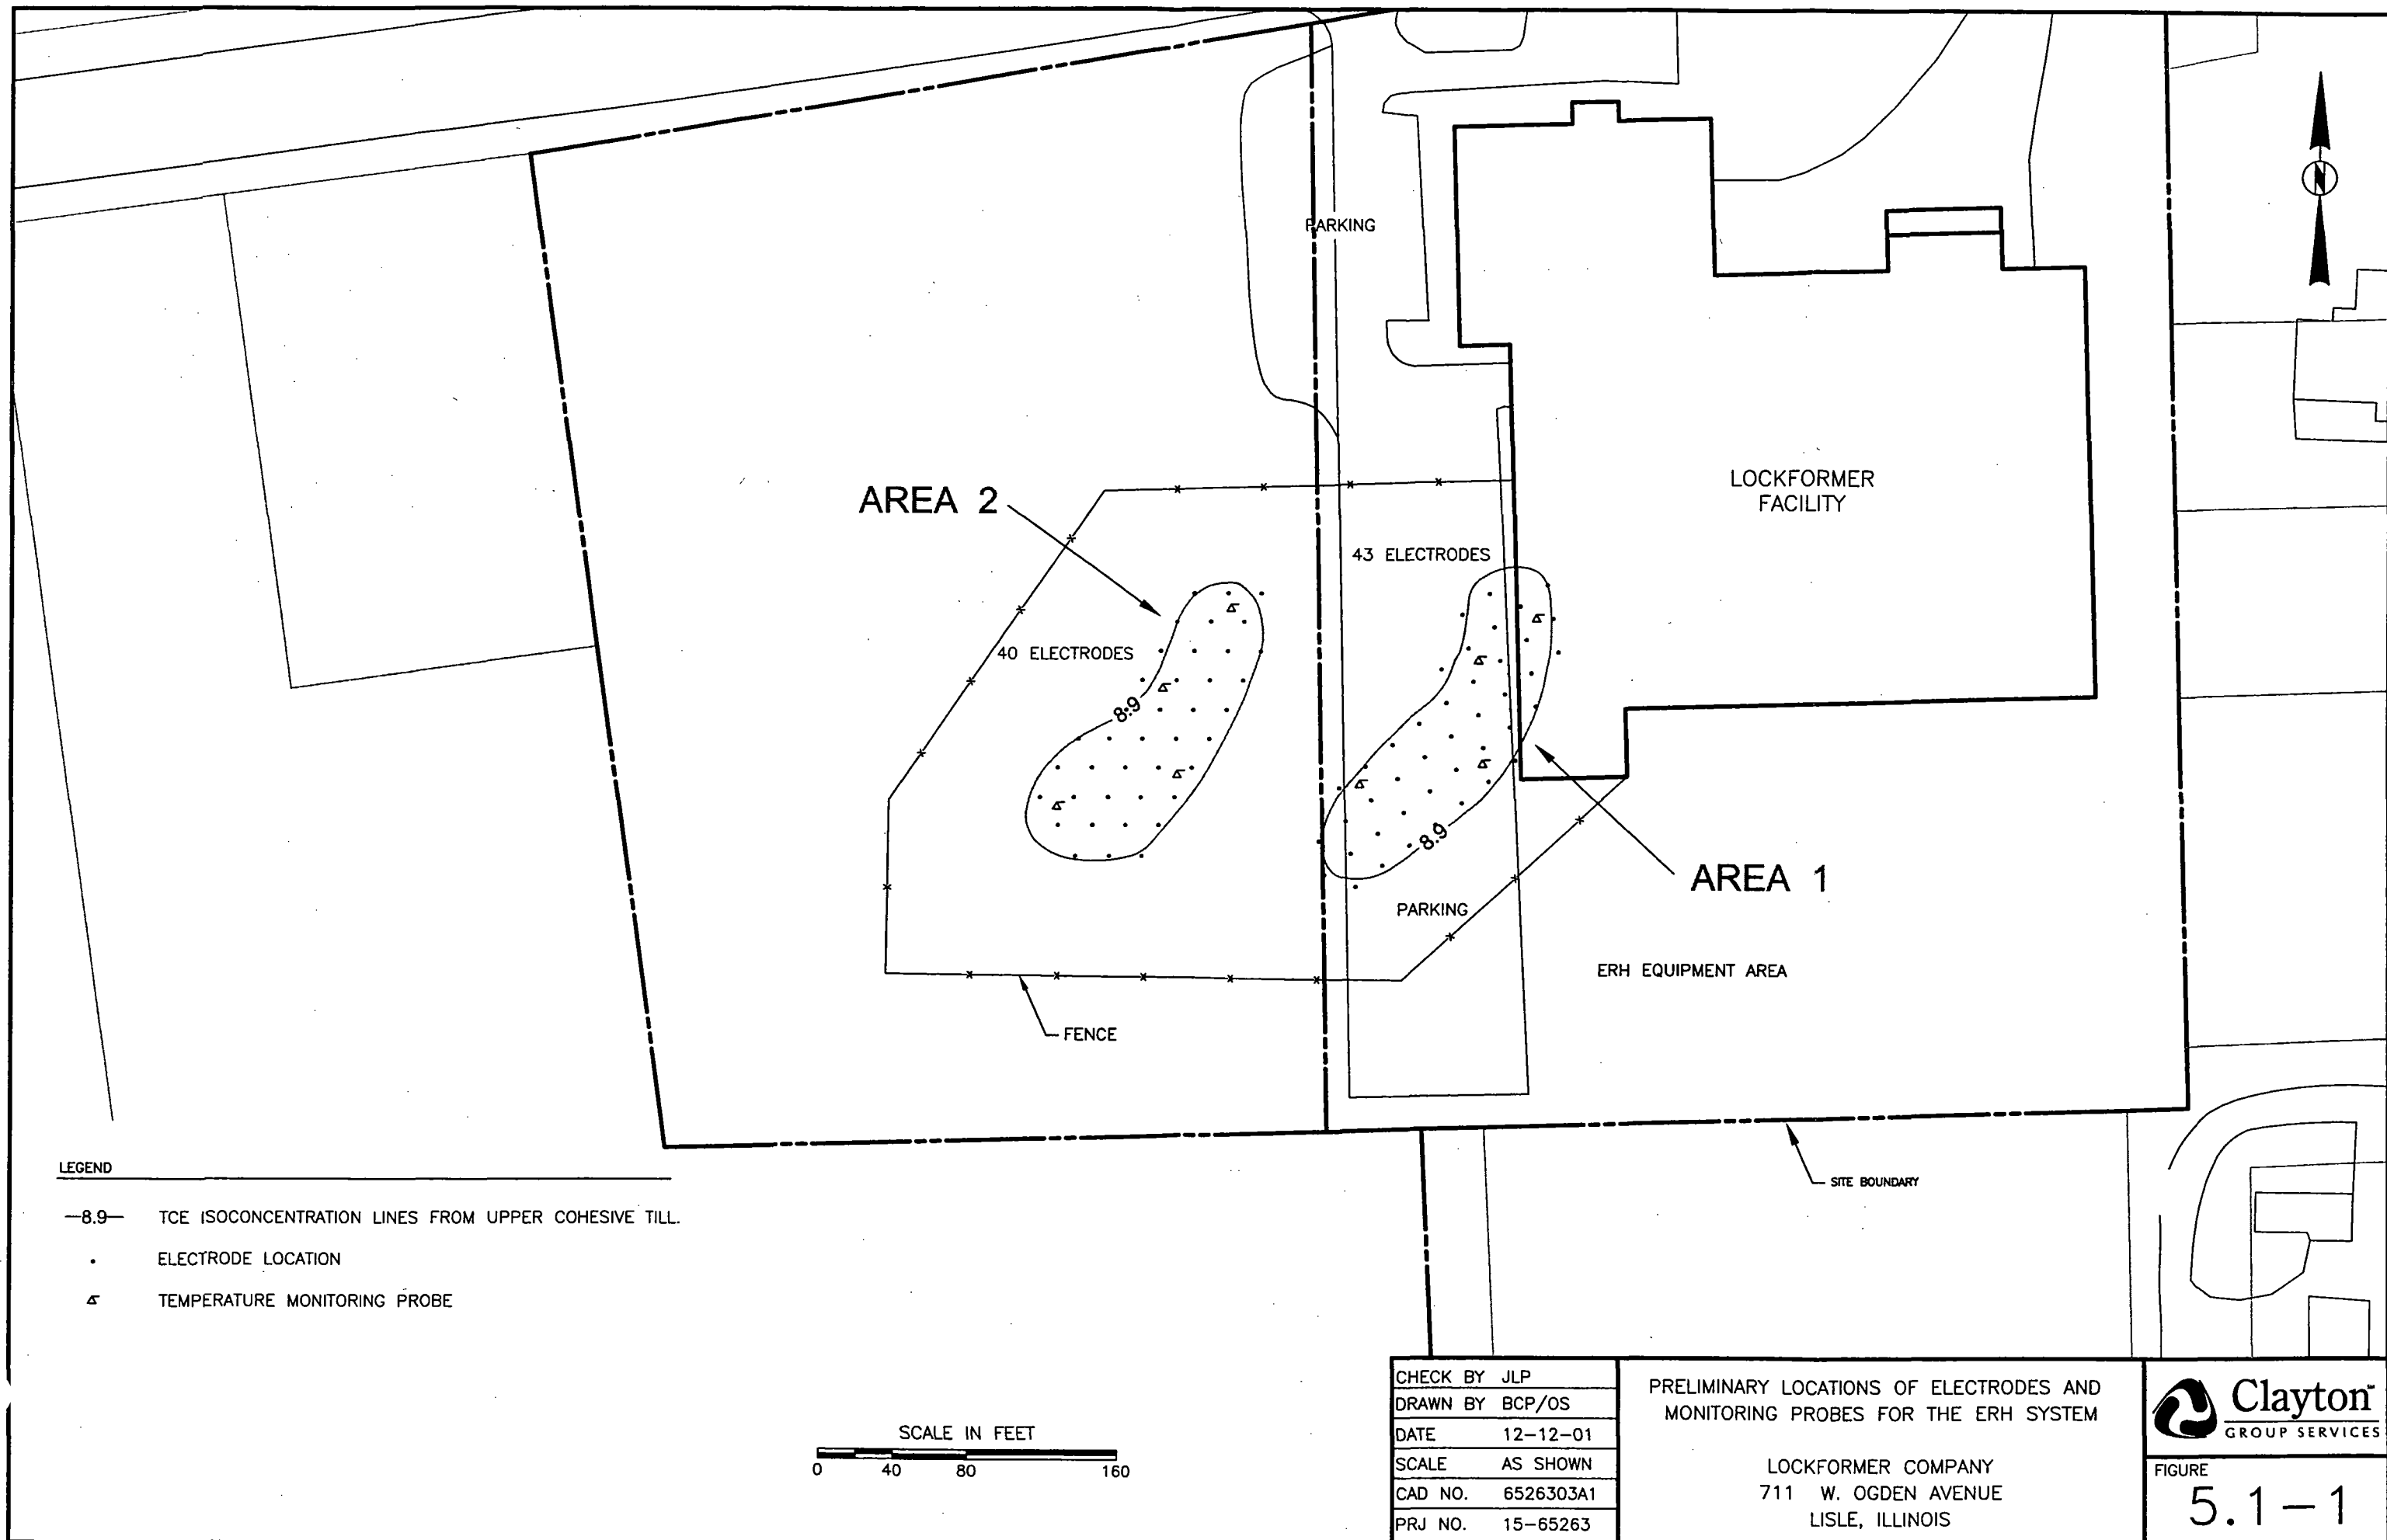 PARKING
LOCKFORMER
FACILITY
AREA 2
43 ELECTRODES
40 ELECTRODES
8.9
8.9
AREA 1
PARKING
ERH EQUIPMENT AREA
FENCE
SITE BOUNDARY
N
LEGEND
—8.9— TCE ISOCONCENTRATION LINES FROM UPPER COHESIVE TILL.
ELECTRODE LOCATION
TEMPERATURE MONITORING PROBE
SCALE IN FEET
0 40 80 160
CHECK BY JLP
DRAWN BY BCP/OS
DATE 12-12-01
SCALE AS SHOWN
CAD NO. 6526303A1
PRJ NO. 15-65263
PRELIMINARY LOCATIONS OF ELECTRODES AND
MONITORING PROBES FOR THE ERH SYSTEM
LOCKFORMER COMPANY
711 W. OGDEN AVENUE
LISLE, ILLINOIS
Clayton
GROUP SERVICES
FIGURE
5.1-1